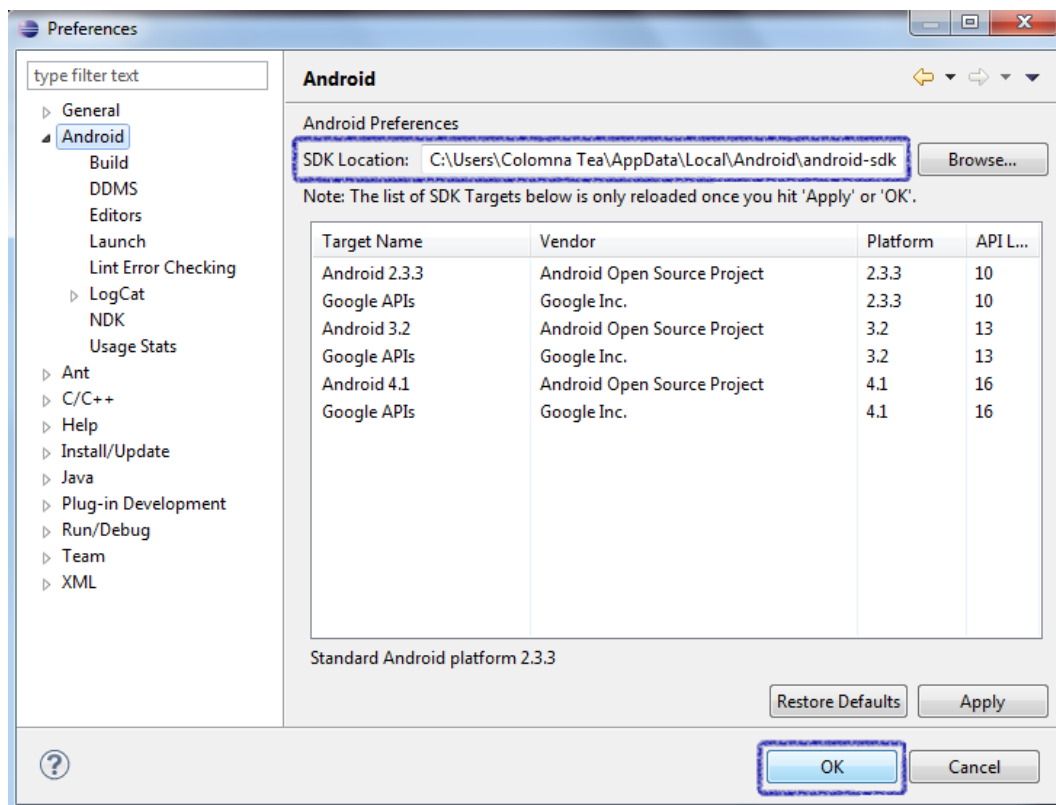 Preferences
type filter text
General
Android
Build
DDMS
Editors
Launch
Lint Error Checking
LogCat
NDK
Usage Stats
Ant
C/C++
Help
Install/Update
Java
Plug-in Development
Run/Debug
Team
XML
Android
Android Preferences
SDK Location: C:\Users\Colomna Tea\AppData\Local\Android\android-sdk Browse...
Note: The list of SDK Targets below is only reloaded once you hit 'Apply' or 'OK'.
Target Name Vendor Platform API L...
Android 2.3.3 Android Open Source Project 2.3.3 10
Google APIs Google Inc. 2.3.3 10
Android 3.2 Android Open Source Project 3.2 13
Google APIs Google Inc. 3.2 13
Android 4.1 Android Open Source Project 4.1 16
Google APIs Google Inc. 4.1 16
Standard Android platform 2.3.3
Restore Defaults Apply
? OK Cancel